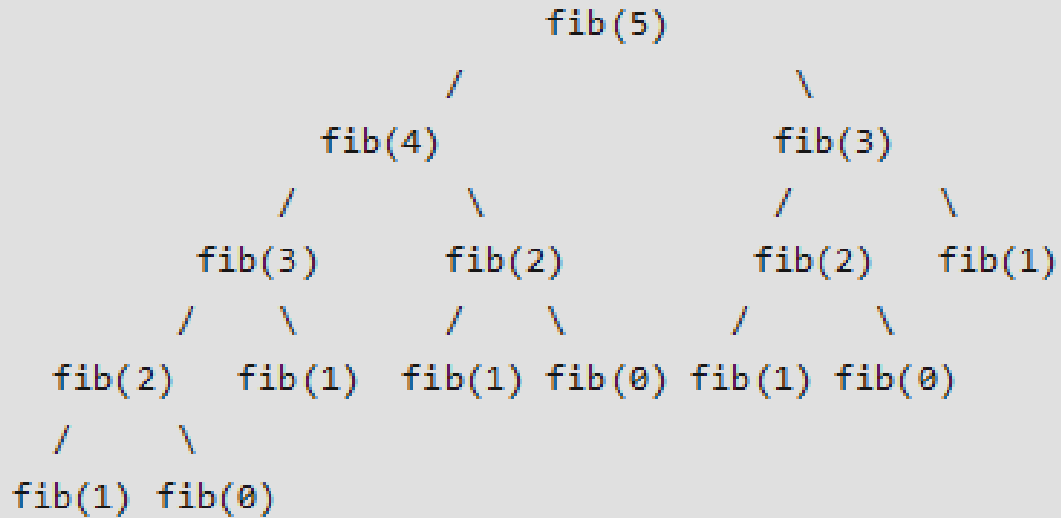 fib(5)
/ \
fib(4) fib(3)
/ \ / \
fib(3) fib(2) fib(2) fib(1)
/ \ / \ / \
fib(2) fib(1) fib(1) fib(0) fib(1) fib(0)
/ \
fib(1) fib(0)